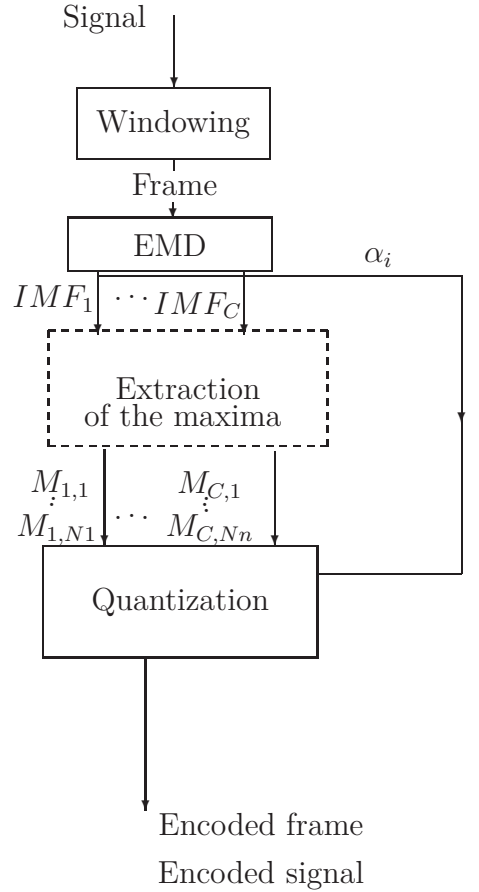 Signal
Windowing
Frame
EMD
α_i
IMF_1 ⋯ IMF_C
Extraction
of the maxima
M_{1,1} M_{C,1}
⋮ ⋯ ⋮
M_{1,N1} M_{C,Nn}
Quantization
Encoded frame
Encoded signal